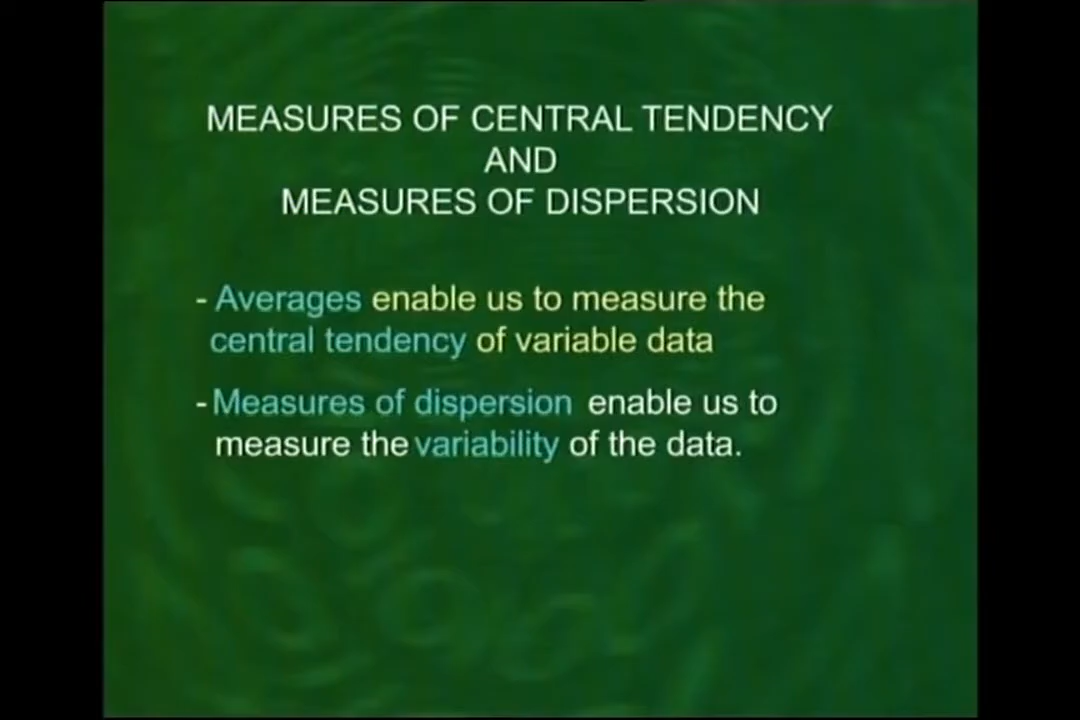 MEASURES OF CENTRAL TENDENCY
AND
MEASURES OF DISPERSION
- Averages enable us to measure the
central tendency of variable data
- Measures of dispersion enable us to
measure the variability of the data.